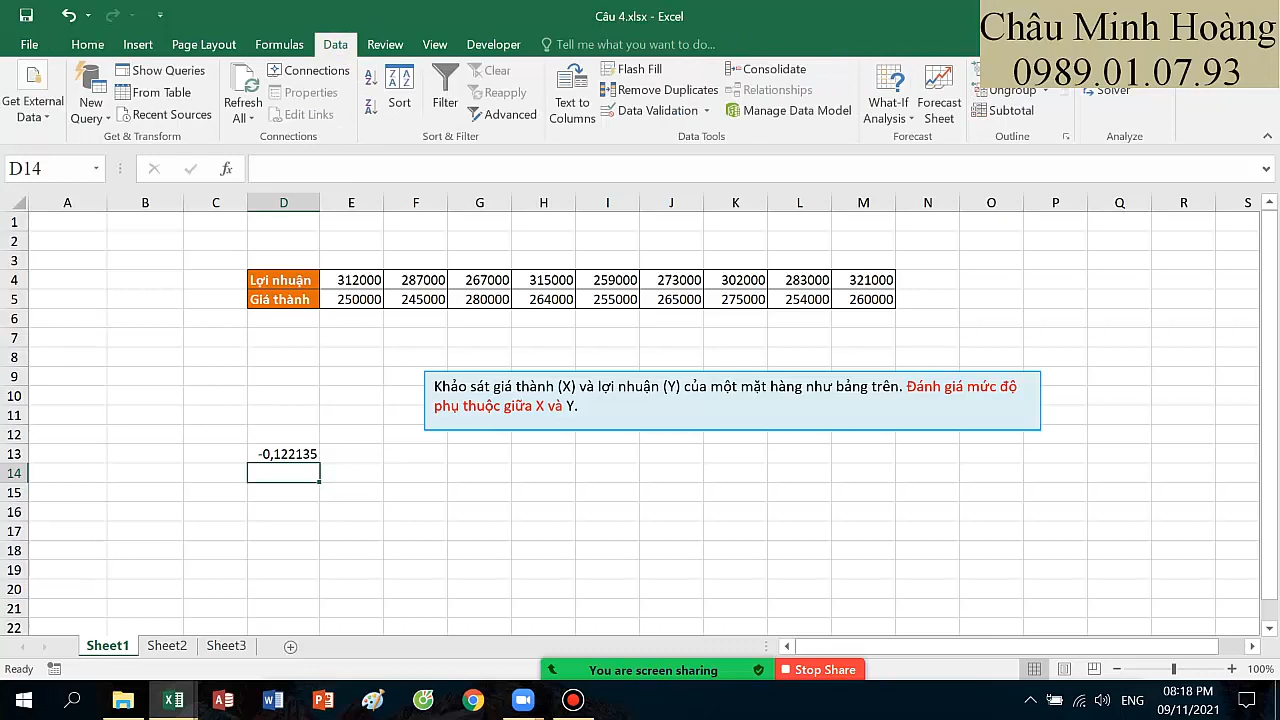 Câu 4.xlsx - Excel
Châu Minh Hoàng
0989.01.07.93
File Home Insert Page Layout Formulas Data Review View Developer Tell me what you want to do...
Get External Data
New Query
Show Queries
From Table
Recent Sources
Get & Transform
Refresh All
Connections
Properties
Edit Links
Connections
Sort
Filter
Clear
Reapply
Advanced
Sort & Filter
Text to Columns
Flash Fill
Remove Duplicates
Data Validation
Consolidate
Relationships
Manage Data Model
Data Tools
What-If Analysis
Forecast Sheet
Forecast
Ungroup
Subtotal
Outline
Solver
Analyze
D14 fx
A B C D E F G H I J K L M N O P Q R S
1
2
3
4 Lợi nhuận 312000 287000 267000 315000 259000 273000 302000 283000 321000
5 Giá thành 250000 245000 280000 264000 255000 265000 275000 254000 260000
6
7
8
9
Khảo sát giá thành (X) và lợi nhuận (Y) của một mặt hàng như bảng trên. Đánh giá mức độ
10
phụ thuộc giữa X và Y.
11
12
13 -0,122135
14
15
16
17
18
19
20
21
22
Sheet1 Sheet2 Sheet3
Ready
You are screen sharing Stop Share
100%
ENG
08:18 PM
09/11/2021